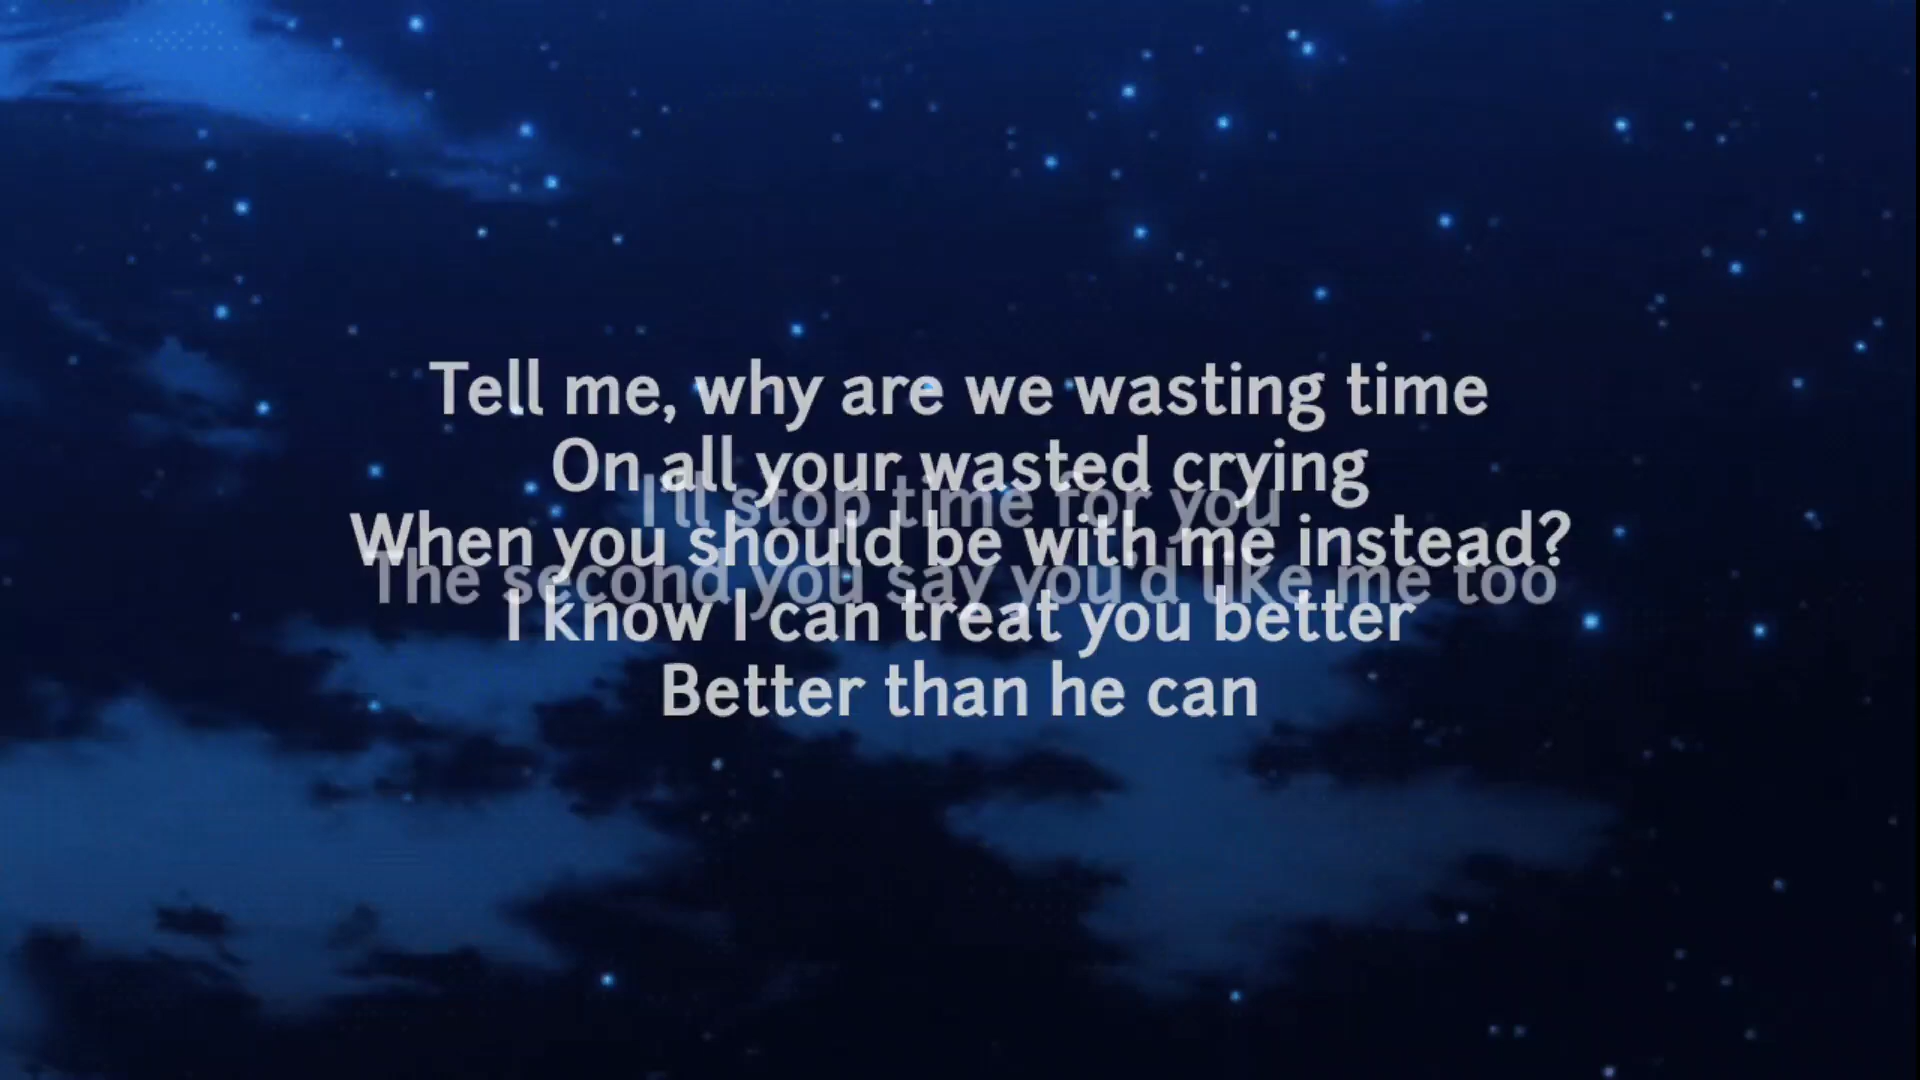 Tell me, why are we wasting time
On all your wasted crying
I'll stop time for you
When you should be with me instead?
The second you say you'd like me too
I know I can treat you better
Better than he can